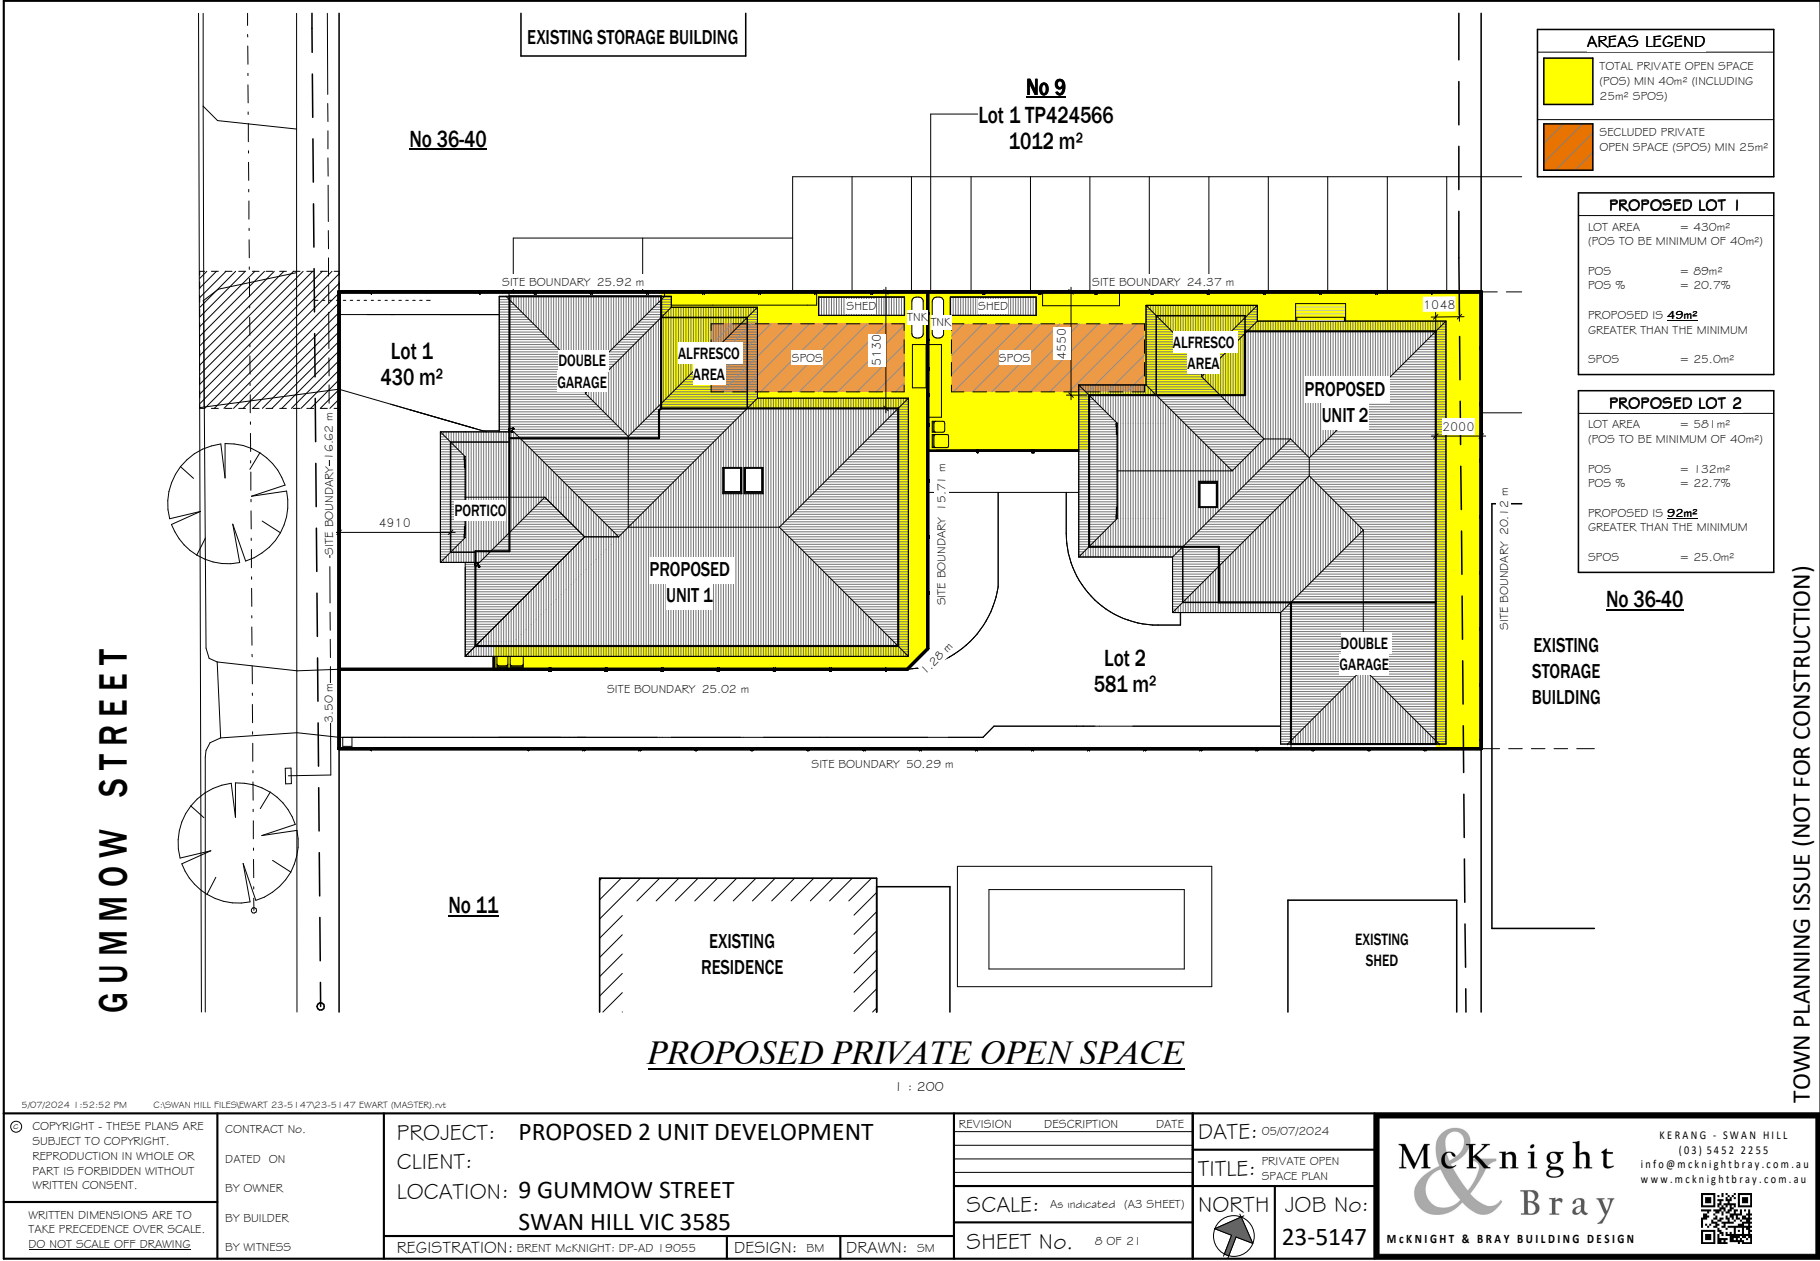 EXISTING STORAGE BUILDING
No 9
Lot 1 TP424566
1012 m²
No 36-40
AREAS LEGEND
TOTAL PRIVATE OPEN SPACE
(POS) MIN 40m² (INCLUDING
25m² SPOS)
SECLUDED PRIVATE
OPEN SPACE (SPOS) MIN 25m²
PROPOSED LOT 1
LOT AREA = 430m²
(POS TO BE MINIMUM OF 40m²)
POS = 89m²
POS % = 20.7%
PROPOSED IS 49m²
GREATER THAN THE MINIMUM
SPOS = 25.0m²
PROPOSED LOT 2
LOT AREA = 581m²
(POS TO BE MINIMUM OF 40m²)
POS = 132m²
POS % = 22.7%
PROPOSED IS 92m²
GREATER THAN THE MINIMUM
SPOS = 25.0m²
No 36-40
EXISTING
STORAGE
BUILDING
SITE BOUNDARY 25.92 m
SITE BOUNDARY 24.37 m
SHED
TNK
TNK
SHED
1048
Lot 1
430 m²
DOUBLE
GARAGE
ALFRESCO
AREA
SPOS
5130
SPOS
4550
ALFRESCO
AREA
PROPOSED
UNIT 2
2000
SITE BOUNDARY 16.62 m
4910
PORTICO
PROPOSED
UNIT 1
SITE BOUNDARY 15.71 m
SITE BOUNDARY 20.12 m
1.28 m
Lot 2
581 m²
DOUBLE
GARAGE
SITE BOUNDARY 25.02 m
3.50 m
SITE BOUNDARY 50.29 m
GUMMOW STREET
No 11
EXISTING
RESIDENCE
EXISTING
SHED
TOWN PLANNING ISSUE (NOT FOR CONSTRUCTION)
PROPOSED PRIVATE OPEN SPACE
1 : 200
5/07/2024 1:52:52 PM C:\SWAN HILL FILES\EWART 23-5147\23-5147 EWART (MASTER).rvt
© COPYRIGHT - THESE PLANS ARE
SUBJECT TO COPYRIGHT.
REPRODUCTION IN WHOLE OR
PART IS FORBIDDEN WITHOUT
WRITTEN CONSENT.
WRITTEN DIMENSIONS ARE TO
TAKE PRECEDENCE OVER SCALE.
DO NOT SCALE OFF DRAWING
CONTRACT No.
DATED ON
BY OWNER
BY BUILDER
BY WITNESS
PROJECT: PROPOSED 2 UNIT DEVELOPMENT
CLIENT:
LOCATION: 9 GUMMOW STREET
SWAN HILL VIC 3585
REGISTRATION: BRENT McKNIGHT: DP-AD 19055
DESIGN: BM
DRAWN: SM
REVISION DESCRIPTION DATE
SCALE: As indicated (A3 SHEET)
SHEET No. 8 OF 21
DATE: 05/07/2024
TITLE: PRIVATE OPEN
SPACE PLAN
NORTH
JOB No:
23-5147
McKnight
&
Bray
McKNIGHT & BRAY BUILDING DESIGN
KERANG - SWAN HILL
(03) 5452 2255
info@mcknightbray.com.au
www.mcknightbray.com.au